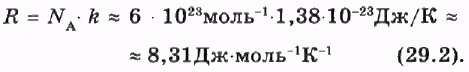 R = N_A · k ≈ 6 · 10²³моль⁻¹·1,38·10⁻²³Дж/К ≈
≈ 8,31Дж·моль⁻¹К⁻¹ (29.2).